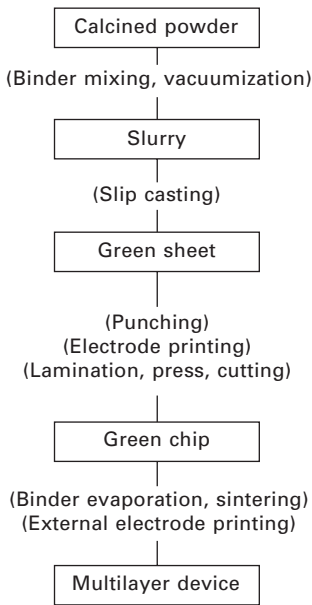 Calcined powder
(Binder mixing, vacuumization)
Slurry
(Slip casting)
Green sheet
(Punching)
(Electrode printing)
(Lamination, press, cutting)
Green chip
(Binder evaporation, sintering)
(External electrode printing)
Multilayer device